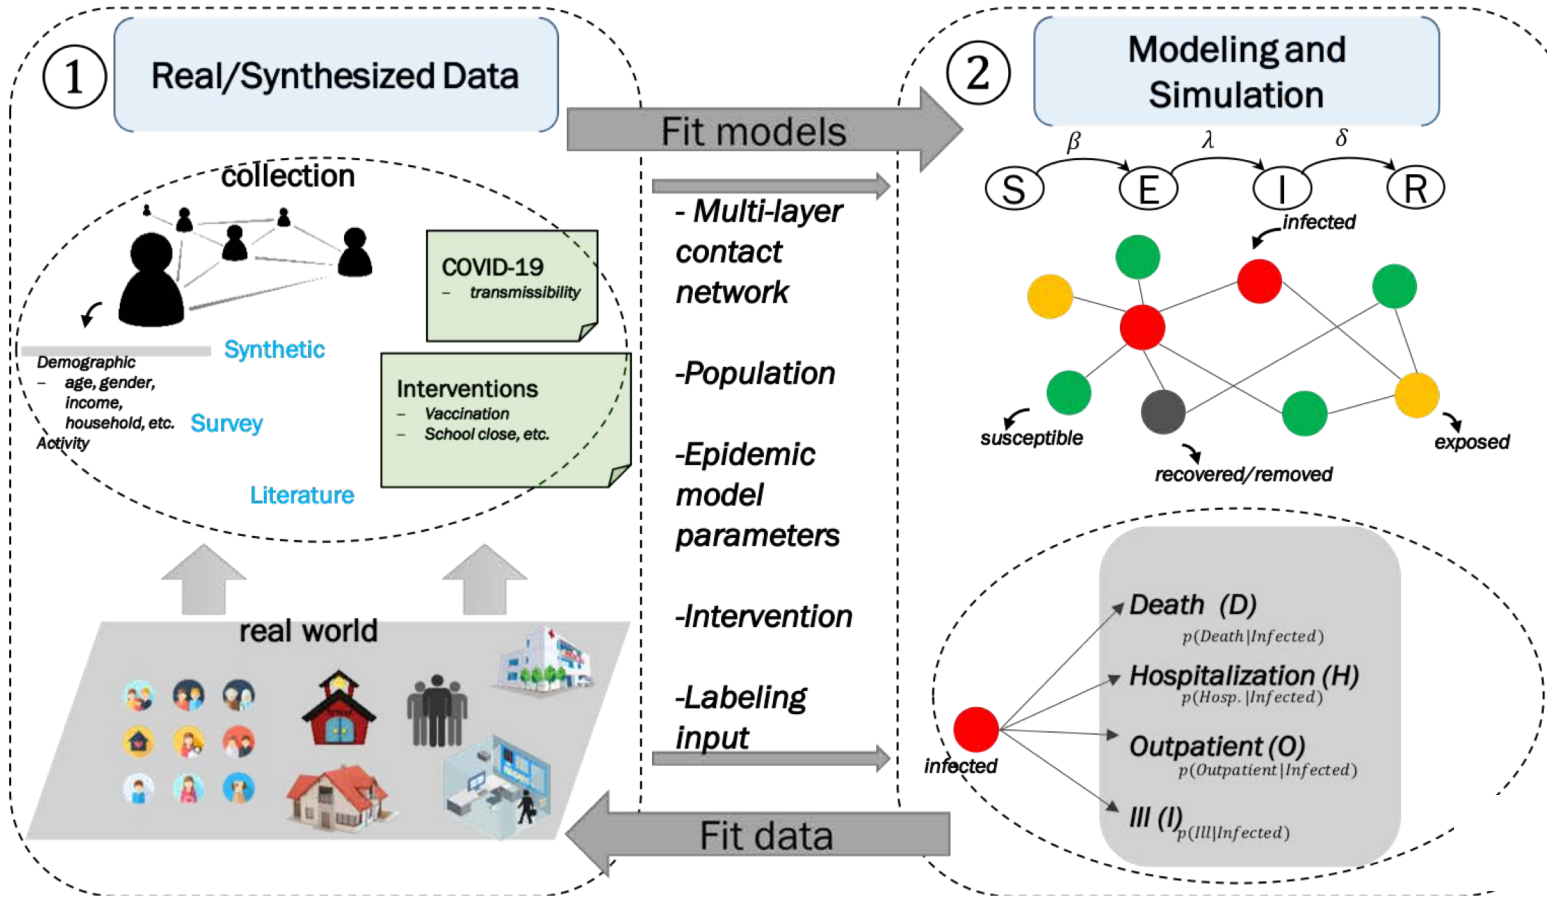 1
Real/Synthesized Data
collection
COVID-19
– transmissibility
Synthetic
Demographic
– age, gender,
income,
household, etc.
Activity
Survey
Interventions
– Vaccination
– School close, etc.
Literature
real world
Fit models
- Multi-layer
contact
network
-Population
-Epidemic
model
parameters
-Intervention
-Labeling
input
Fit data
2
Modeling and
Simulation
β λ δ
S E I R
infected
susceptible
exposed
recovered/removed
infected
Death (D)
p(Death|Infected)
Hospitalization (H)
p(Hosp.|Infected)
Outpatient (O)
p(Outpatient|Infected)
Ill (I)
p(Ill|Infected)